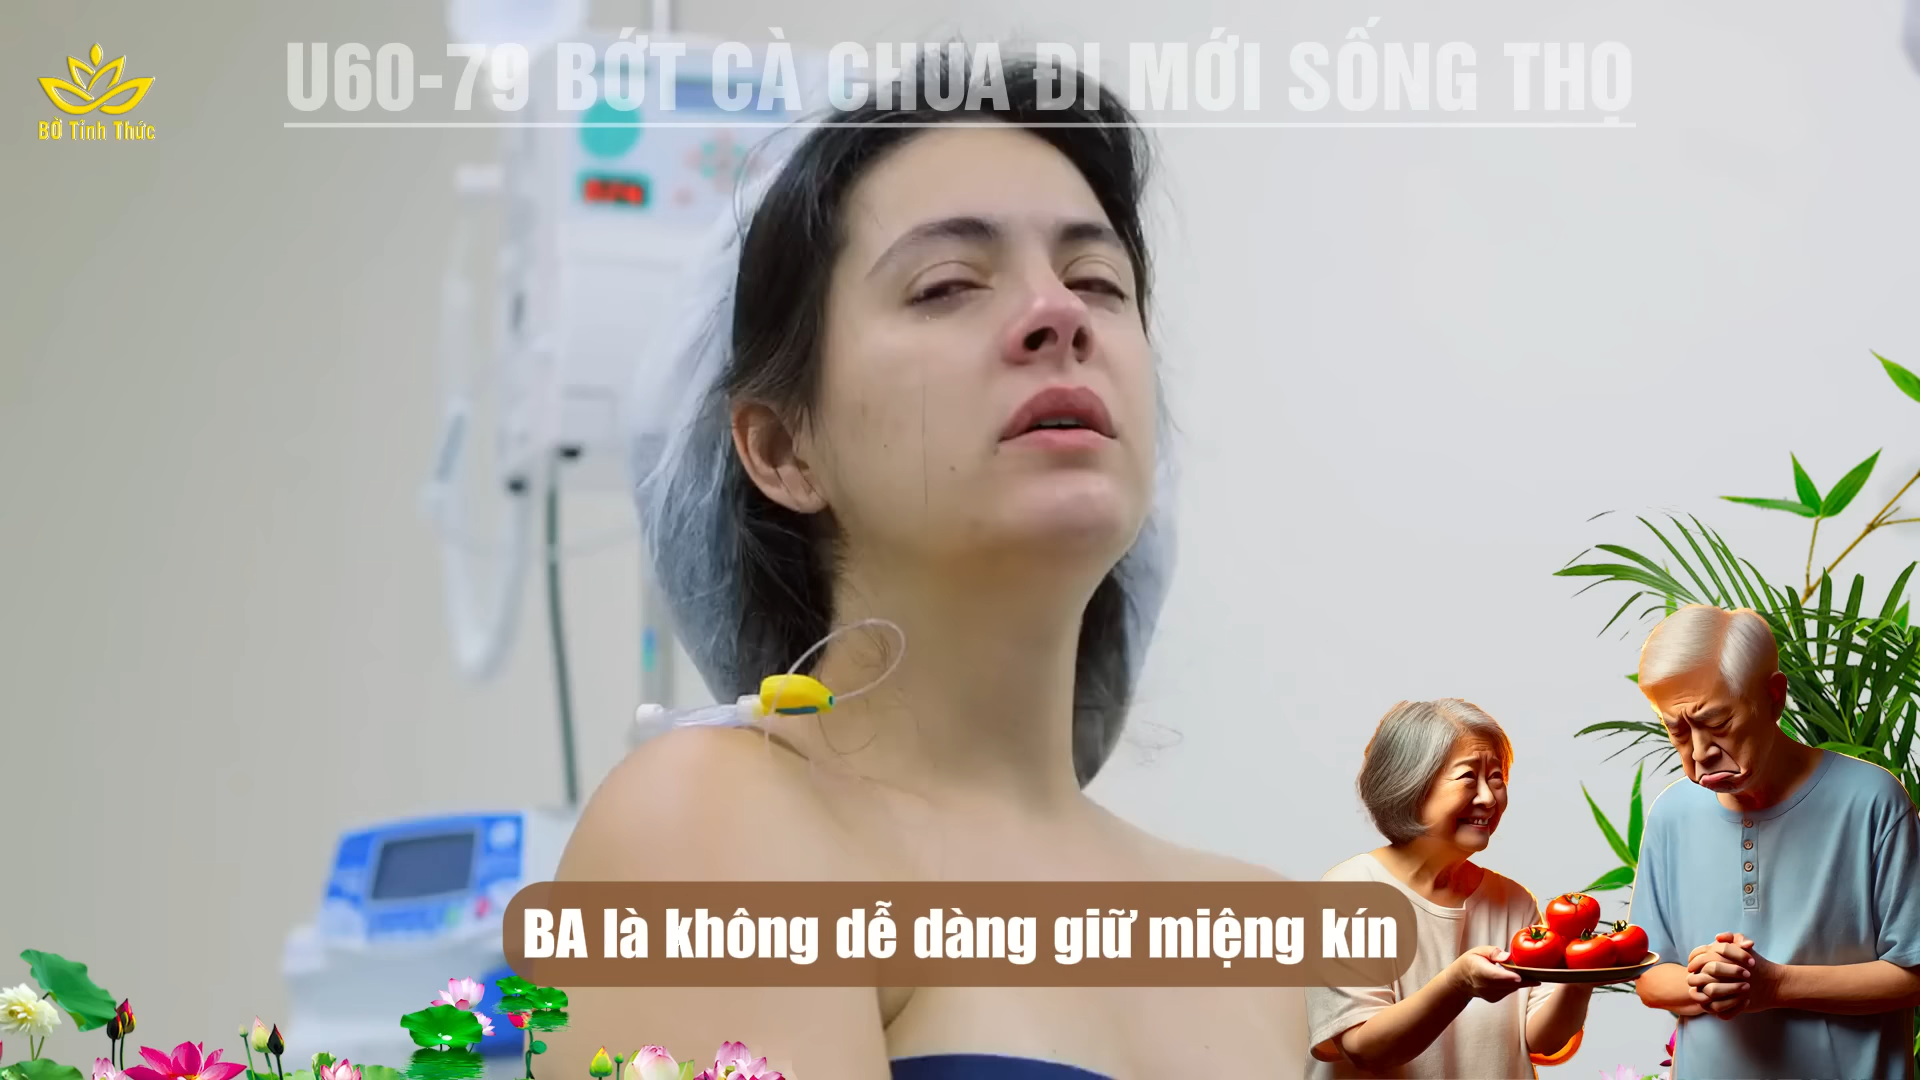 U60-79 BỚT CÀ CHUA ĐI MỚI SỐNG THỌ
BỜ Tỉnh Thức
BA là không dễ dàng giữ miệng kín